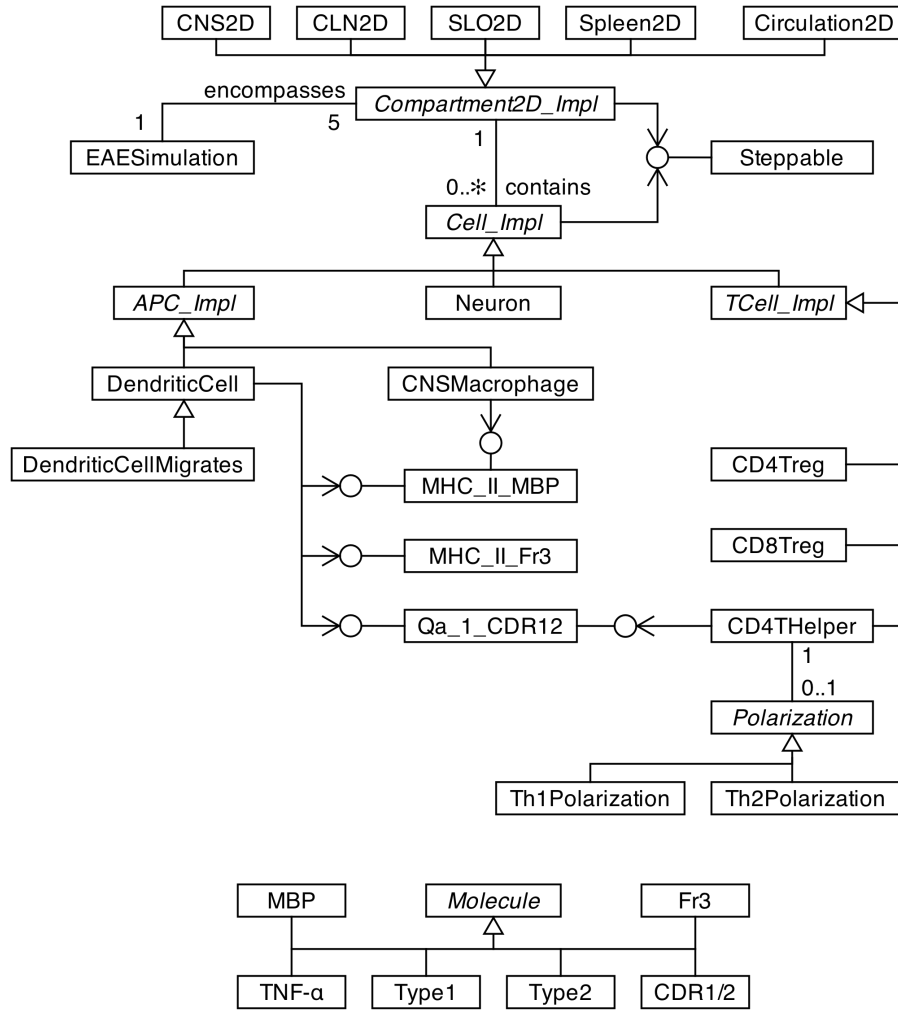 CNS2D
CLN2D
SLO2D
Spleen2D
Circulation2D
encompasses
Compartment2D_Impl
1
5
1
EAESimulation
Steppable
0..* contains
Cell_Impl
APC_Impl
Neuron
TCell_Impl
DendriticCell
CNSMacrophage
DendriticCellMigrates
MHC_II_MBP
CD4Treg
MHC_II_Fr3
CD8Treg
Qa_1_CDR12
CD4THelper
1
0..1
Polarization
Th1Polarization
Th2Polarization
MBP
Molecule
Fr3
TNF-α
Type1
Type2
CDR1/2